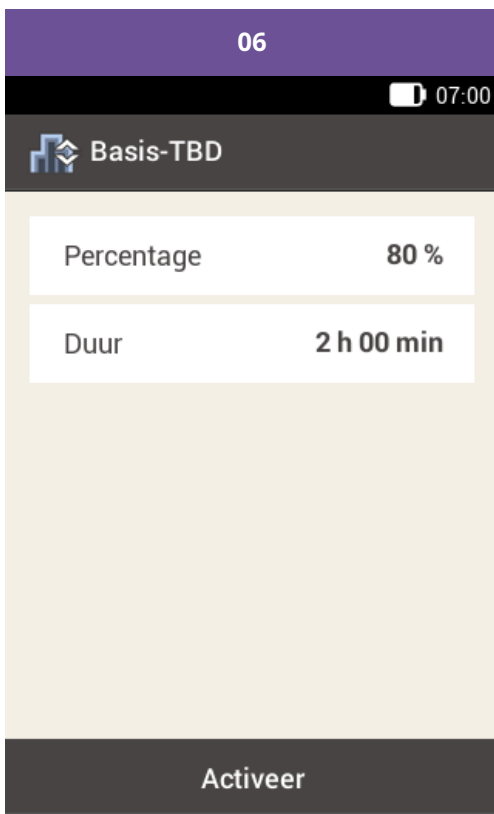 06
07:00
Basis-TBD
Percentage 80 %
Duur 2 h 00 min
Activeer